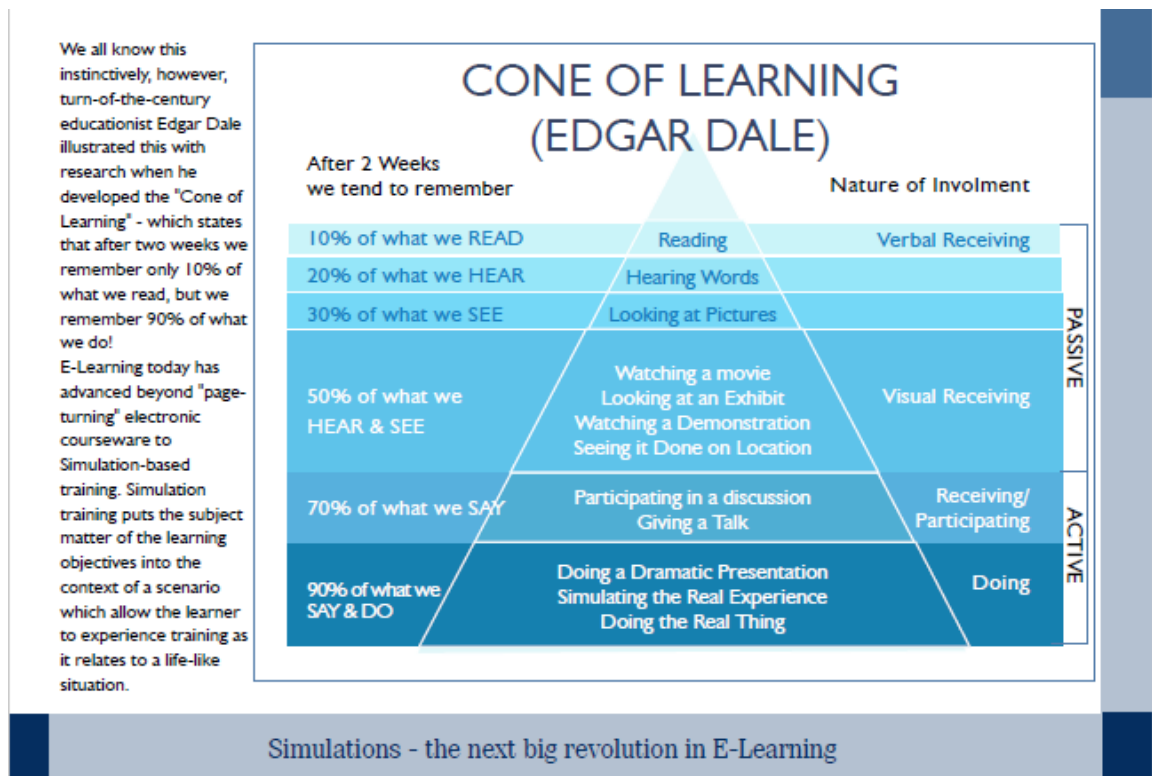 We all know this
instinctively, however,
turn-of-the-century
educationist Edgar Dale
illustrated this with
research when he
developed the "Cone of
Learning" - which states
that after two weeks we
remember only 10% of
what we read, but we
remember 90% of what
we do!
E-Learning today has
advanced beyond "page-
turning" electronic
courseware to
Simulation-based
training. Simulation
training puts the subject
matter of the learning
objectives into the
context of a scenario
which allow the learner
to experience training as
it relates to a life-like
situation.
CONE OF LEARNING
(EDGAR DALE)
After 2 Weeks
we tend to remember
Nature of Involment
10% of what we READ
Reading
Verbal Receiving
20% of what we HEAR
Hearing Words
30% of what we SEE
Looking at Pictures
50% of what we
HEAR & SEE
Watching a movie
Looking at an Exhibit
Watching a Demonstration
Seeing it Done on Location
Visual Receiving
PASSIVE
70% of what we SAY
Participating in a discussion
Giving a Talk
Receiving/
Participating
90% of what we
SAY & DO
Doing a Dramatic Presentation
Simulating the Real Experience
Doing the Real Thing
Doing
ACTIVE
Simulations - the next big revolution in E-Learning